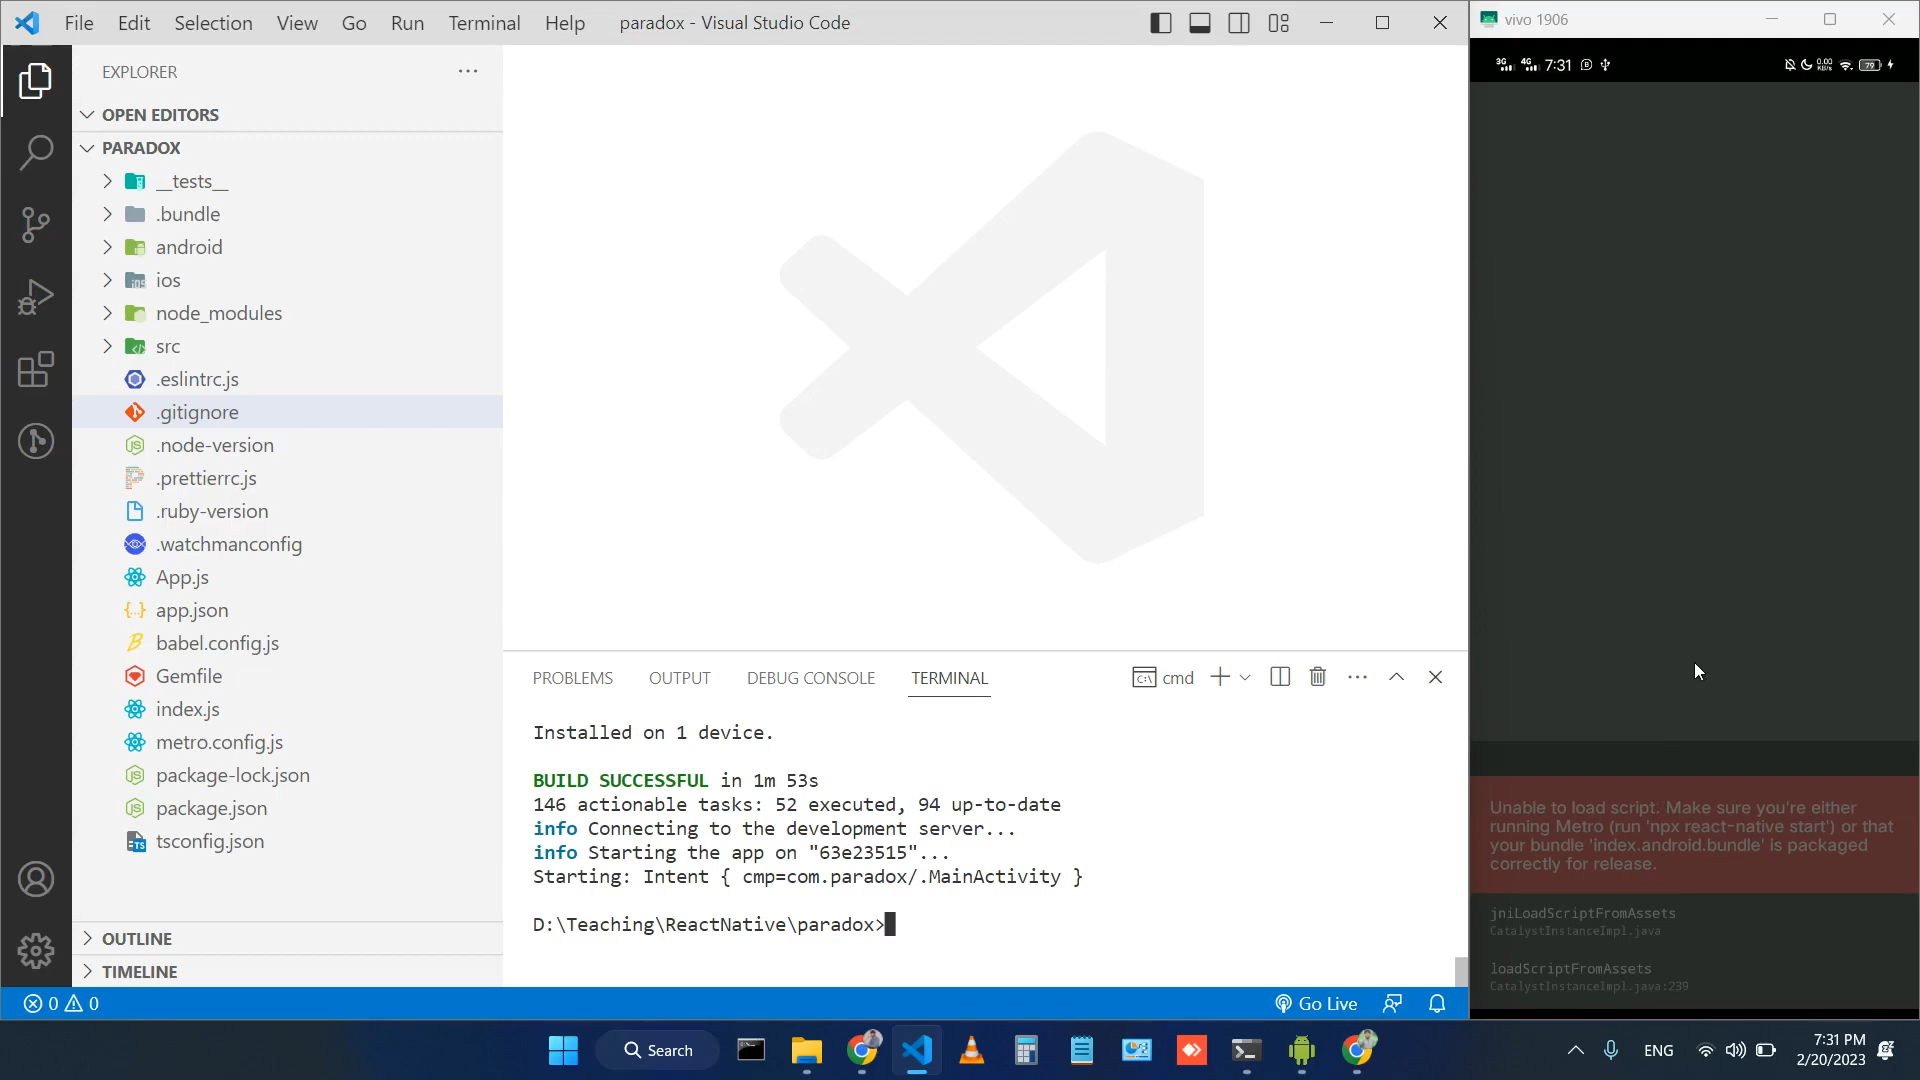 File Edit Selection View Go Run Terminal Help paradox - Visual Studio Code
EXPLORER
OPEN EDITORS
PARADOX
__tests__
.bundle
android
ios
node_modules
src
.eslintrc.js
.gitignore
.node-version
.prettierrc.js
.ruby-version
.watchmanconfig
App.js
app.json
babel.config.js
Gemfile
index.js
metro.config.js
package-lock.json
package.json
tsconfig.json
OUTLINE
TIMELINE
PROBLEMS OUTPUT DEBUG CONSOLE TERMINAL cmd
Installed on 1 device.
BUILD SUCCESSFUL in 1m 53s
146 actionable tasks: 52 executed, 94 up-to-date
info Connecting to the development server...
info Starting the app on "63e23515"...
Starting: Intent { cmp=com.paradox/.MainActivity }
D:\Teaching\ReactNative\paradox>
0 0 Go Live
vivo 1906
3G 4G 7:31 0.00 KB/s 79
Unable to load script. Make sure you're either
running Metro (run 'npx react-native start') or that
your bundle 'index.android.bundle' is packaged
correctly for release.
jniLoadScriptFromAssets
CatalystInstanceImpl.java
loadScriptFromAssets
CatalystInstanceImpl.java:239
Search ENG 7:31 PM
2/20/2023